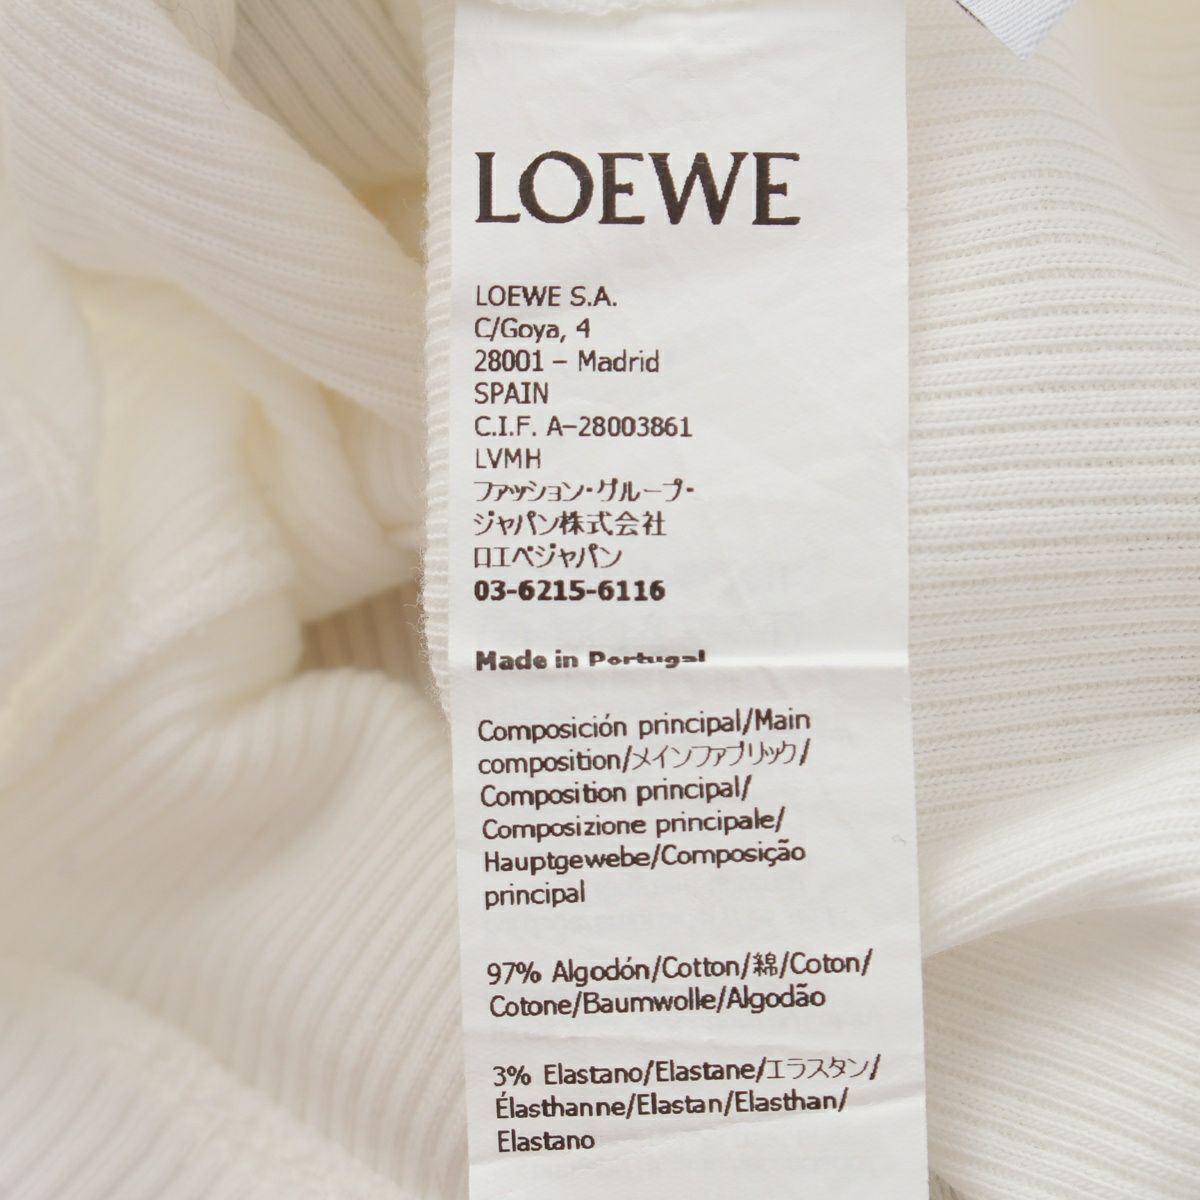 LOEWE
LOEWE S.A.
C/Goya, 4
28001 – Madrid
SPAIN
C.I.F. A-28003861
LVMH
ファッション・グループ・
ジャパン株式会社
ロエベジャパン
03-6215-6116
Made in Portugal
Composición principal/Main
composition/メインファブリック/
Composition principal/
Composizione principale/
Hauptgewebe/Composição
principal
97% Algodón/Cotton/綿/Coton/
Cotone/Baumwolle/Algodão
3% Elastano/Elastane/エラスタン/
Élasthanne/Elastan/Elasthan/
Elastano